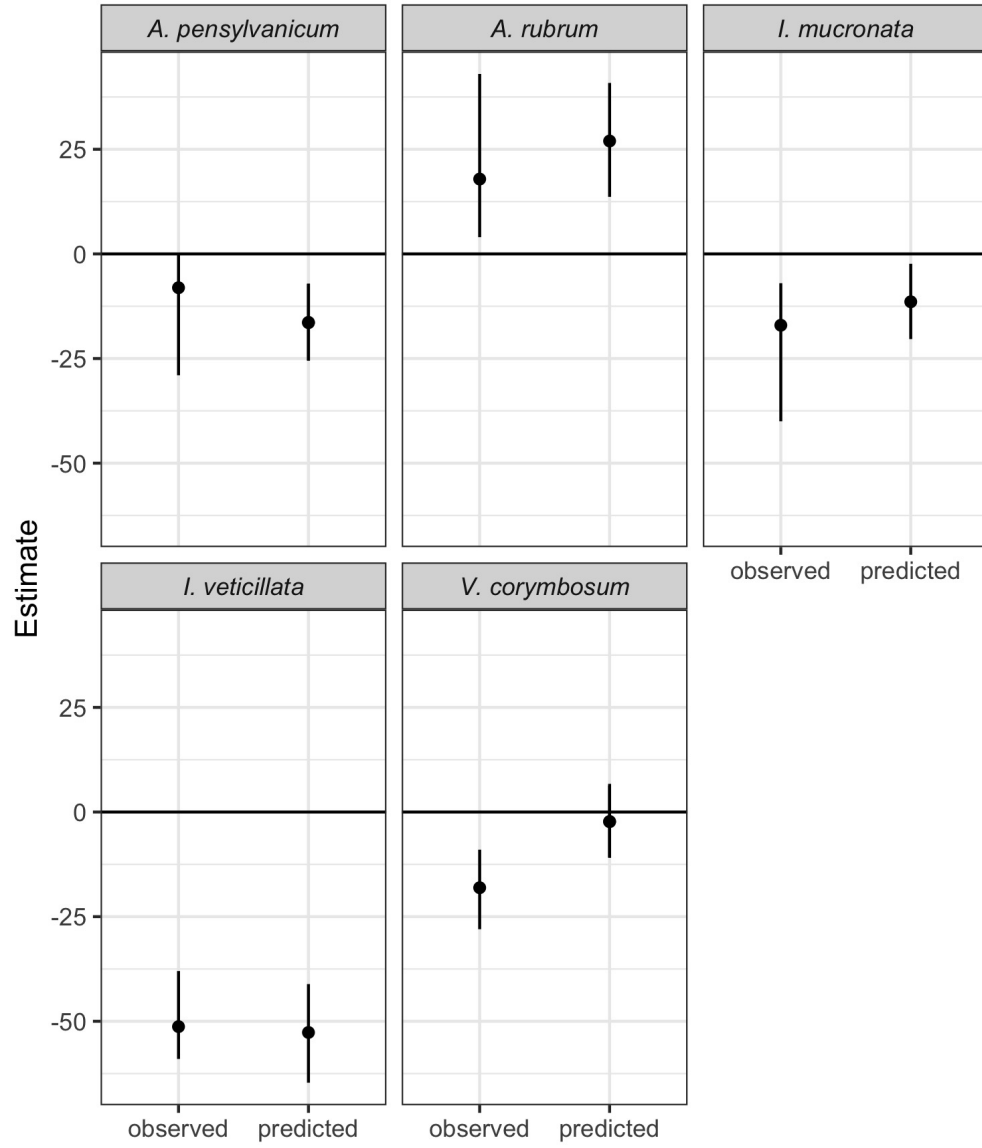 A. pensylvanicum
A. rubrum
I. mucronata
25
0
-25
-50
observed predicted
I. veticillata
V. corymbosum
25
0
-25
-50
observed predicted
observed predicted
Estimate